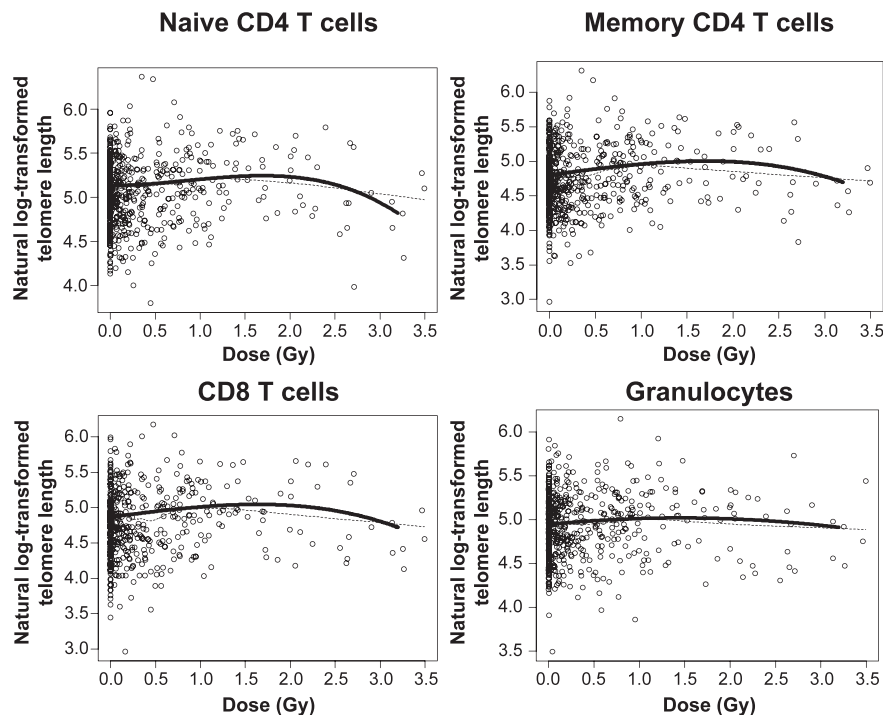 Naive CD4 T cells
Natural log-transformed
telomere length
6.0
5.5
5.0
4.5
4.0
0.0 0.5 1.0 1.5 2.0 2.5 3.0 3.5
Dose (Gy)
Memory CD4 T cells
Natural log-transformed
telomere length
6.0
5.5
5.0
4.5
4.0
3.5
3.0
0.0 0.5 1.0 1.5 2.0 2.5 3.0 3.5
Dose (Gy)
CD8 T cells
Natural log-transformed
telomere length
6.0
5.5
5.0
4.5
4.0
3.5
3.0
0.0 0.5 1.0 1.5 2.0 2.5 3.0 3.5
Dose (Gy)
Granulocytes
Natural log-transformed
telomere length
6.0
5.5
5.0
4.5
4.0
3.5
0.0 0.5 1.0 1.5 2.0 2.5 3.0 3.5
Dose (Gy)